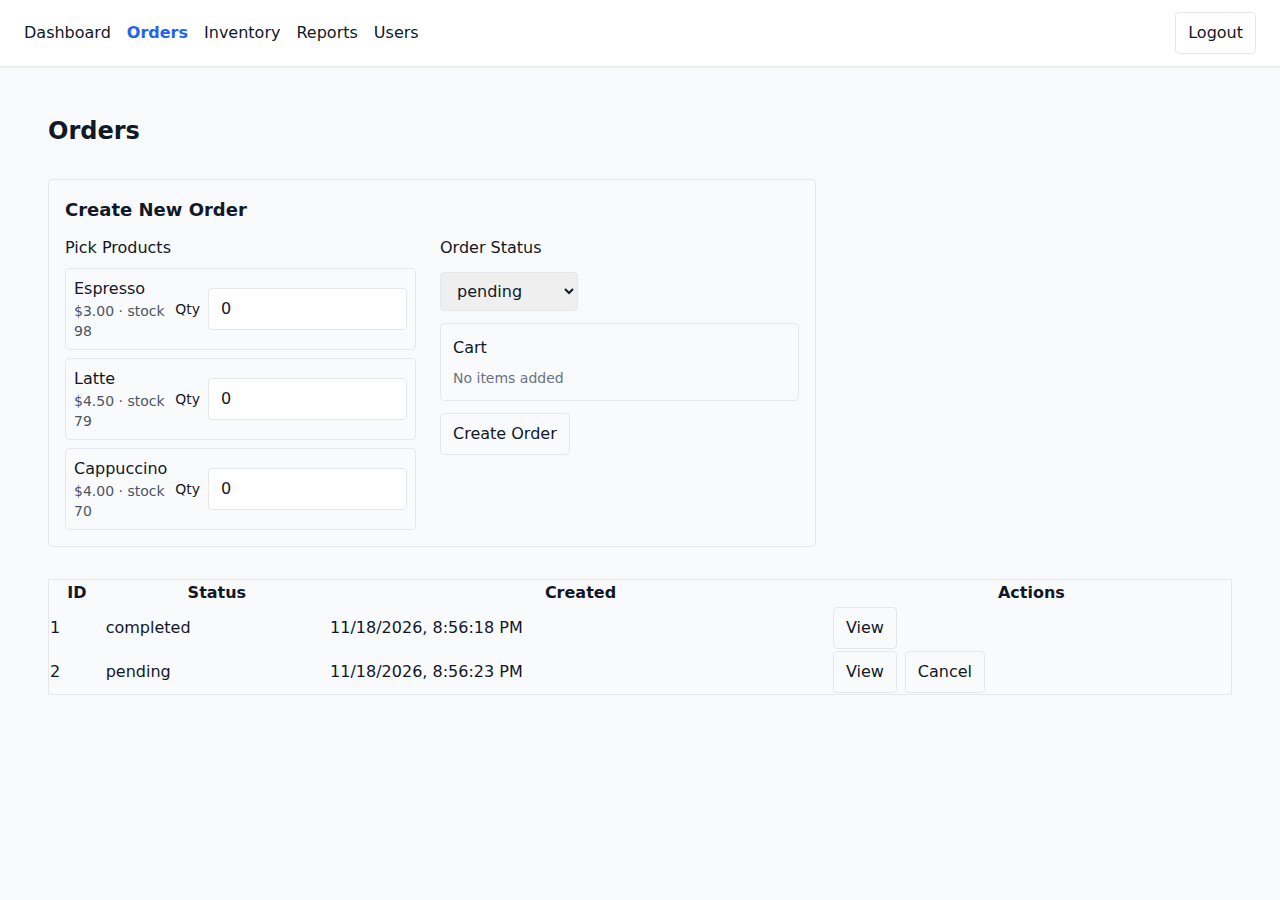 Dashboard Orders Inventory Reports Users Logout
Orders
Create New Order
Pick Products
Espresso
$3.00 · stock
98
Qty
0
Latte
$4.50 · stock
79
Qty
0
Cappuccino
$4.00 · stock
70
Qty
0
Order Status
pending
Cart
No items added
Create Order
ID Status Created Actions
1 completed 11/18/2026, 8:56:18 PM View
2 pending 11/18/2026, 8:56:23 PM View Cancel